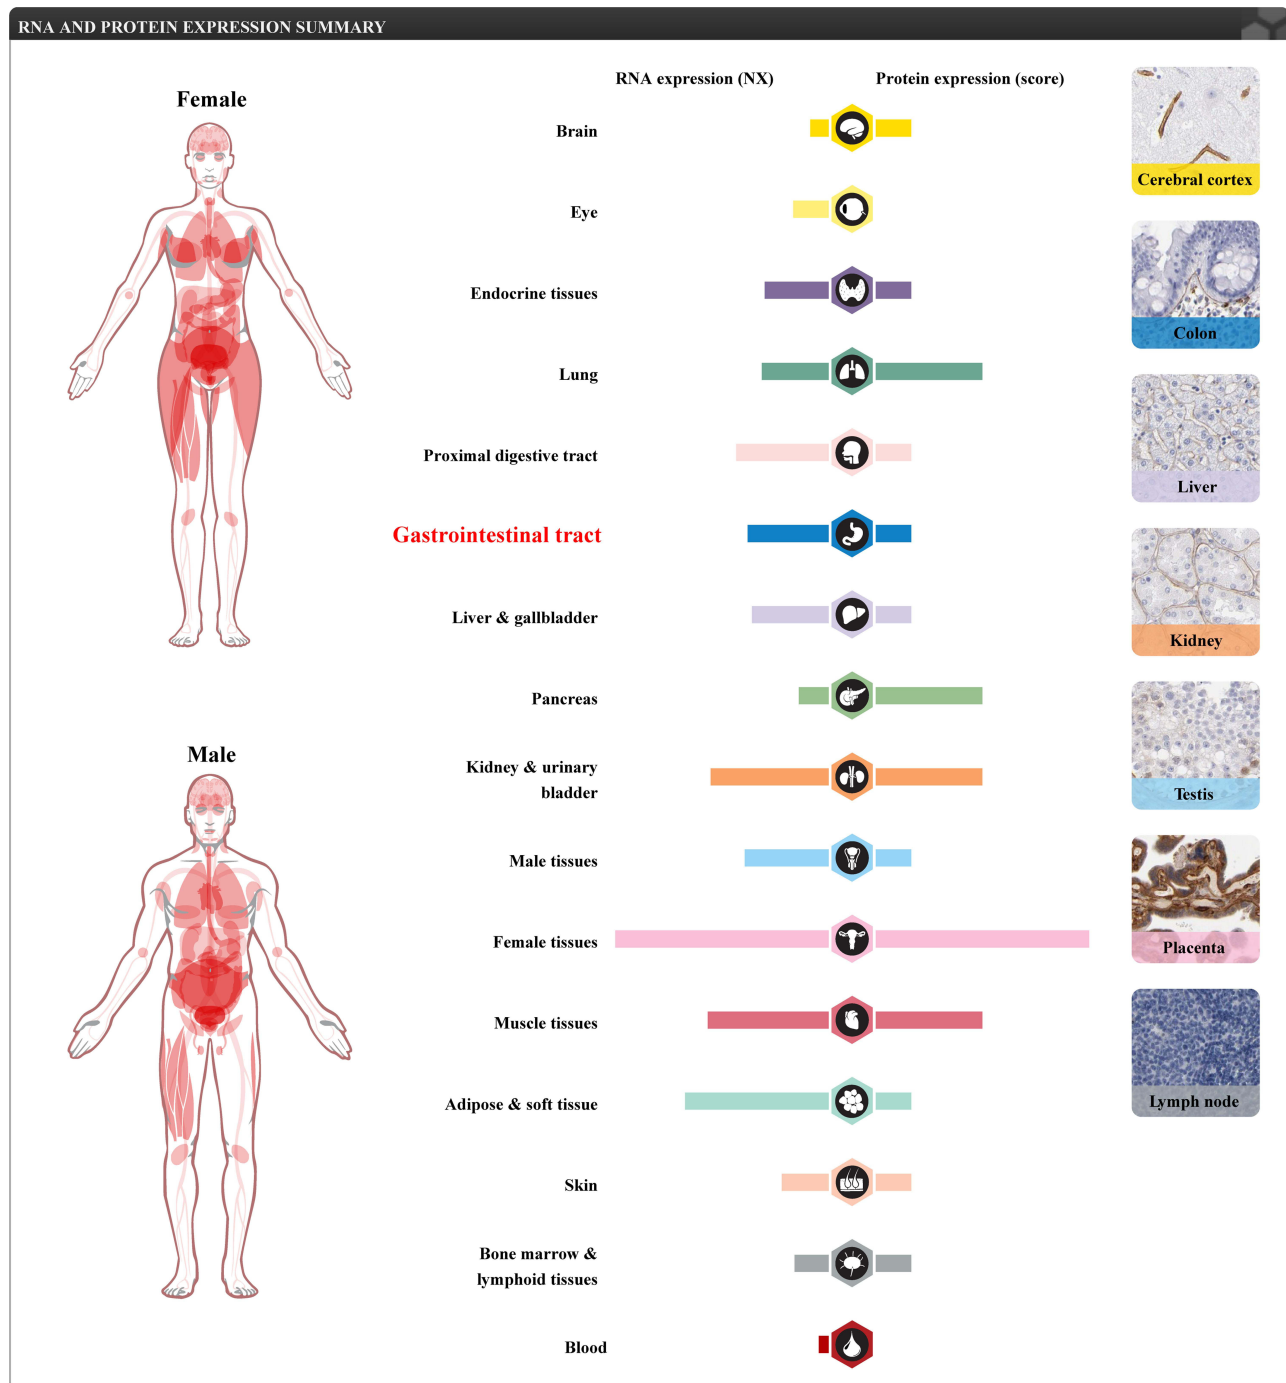 RNA AND PROTEIN EXPRESSION SUMMARY
RNA expression (NX)
Protein expression (score)
Female
Male
Brain
Eye
Endocrine tissues
Lung
Proximal digestive tract
Gastrointestinal tract
Liver & gallbladder
Pancreas
Kidney & urinary
bladder
Male tissues
Female tissues
Muscle tissues
Adipose & soft tissue
Skin
Bone marrow &
lymphoid tissues
Blood
Cerebral cortex
Colon
Liver
Kidney
Testis
Placenta
Lymph node